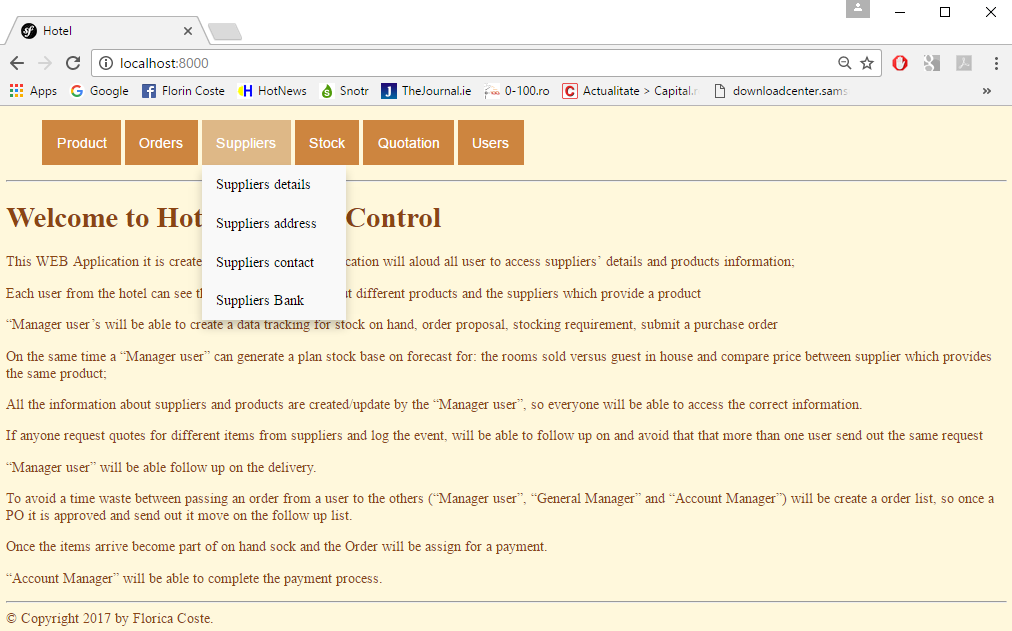 Hotel
localhost:8000
Apps Google Florin Coste HotNews Snotr TheJournal.ie 0-100.ro Actualitate > Capital.r downloadcenter.sams »
Product Orders Suppliers Stock Quotation Users
Suppliers details
Suppliers address
Suppliers contact
Suppliers Bank
Welcome to Hot Control
This WEB Application it is create cation will aloud all user to access suppliers’ details and products information;
Each user from the hotel can see t different products and the suppliers which provide a product
“Manager user’s will be able to create a data tracking for stock on hand, order proposal, stocking requirement, submit a purchase order
On the same time a “Manager user” can generate a plan stock base on forecast for: the rooms sold versus guest in house and compare price between supplier which provides
the same product;
All the information about suppliers and products are created/update by the “Manager user”, so everyone will be able to access the correct information.
If anyone request quotes for different items from suppliers and log the event, will be able to follow up on and avoid that that more than one user send out the same request
“Manager user” will be able follow up on the delivery.
To avoid a time waste between passing an order from a user to the others (“Manager user”, “General Manager” and “Account Manager”) will be create a order list, so once a
PO it is approved and send out it move on the follow up list.
Once the items arrive become part of on hand sock and the Order will be assign for a payment.
“Account Manager” will be able to complete the payment process.
© Copyright 2017 by Florica Coste.